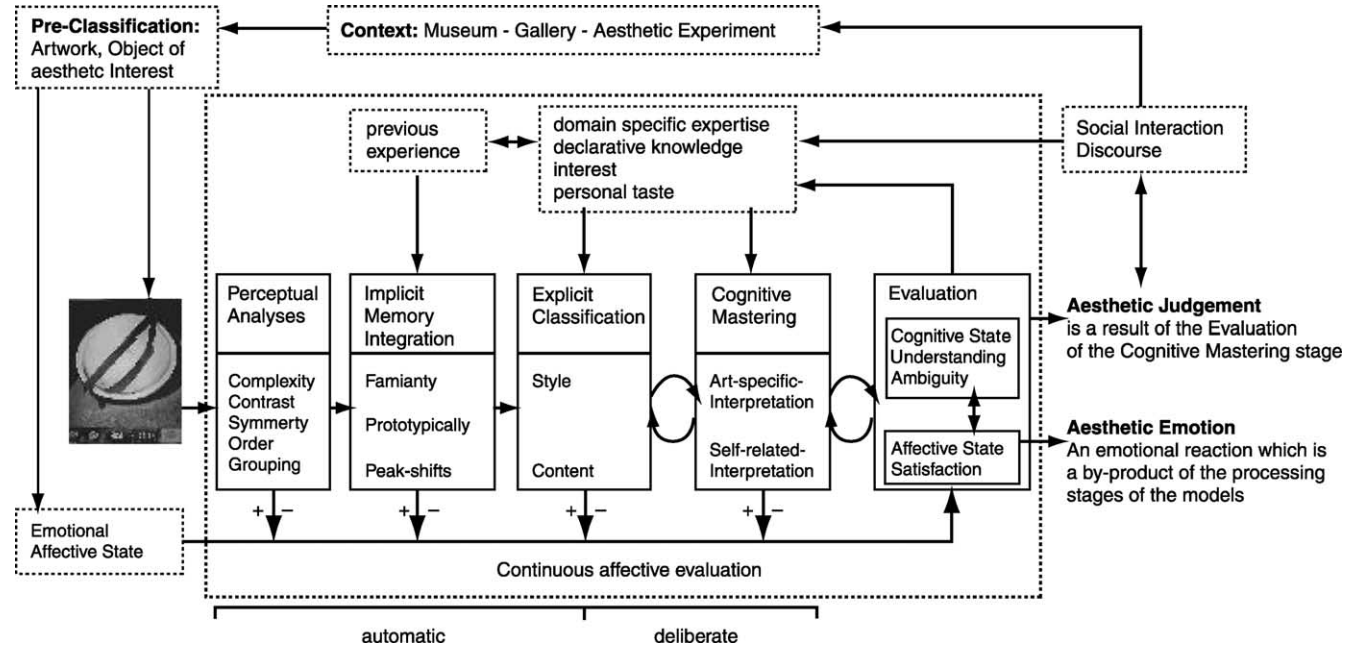 Pre-Classification:
Artwork, Object of
aesthetc Interest
Context: Museum - Gallery - Aesthetic Experiment
previous
experience
domain specific expertise
declarative knowledge
interest
personal taste
Social Interaction
Discourse
Perceptual
Analyses
Complexity
Contrast
Symmerty
Order
Grouping
Implicit
Memory
Integration
Famianty
Prototypically
Peak-shifts
Explicit
Classification
Style
Content
Cognitive
Mastering
Art-specific-
Interpretation
Self-related-
Interpretation
Evaluation
Cognitive State
Understanding
Ambiguity
Affective State
Satisfaction
Aesthetic Judgement
is a result of the Evaluation
of the Cognitive Mastering stage
Aesthetic Emotion
An emotional reaction which is
a by-product of the processing
stages of the models
+ − + − + − + −
Emotional
Affective State
Continuous affective evaluation
automatic deliberate